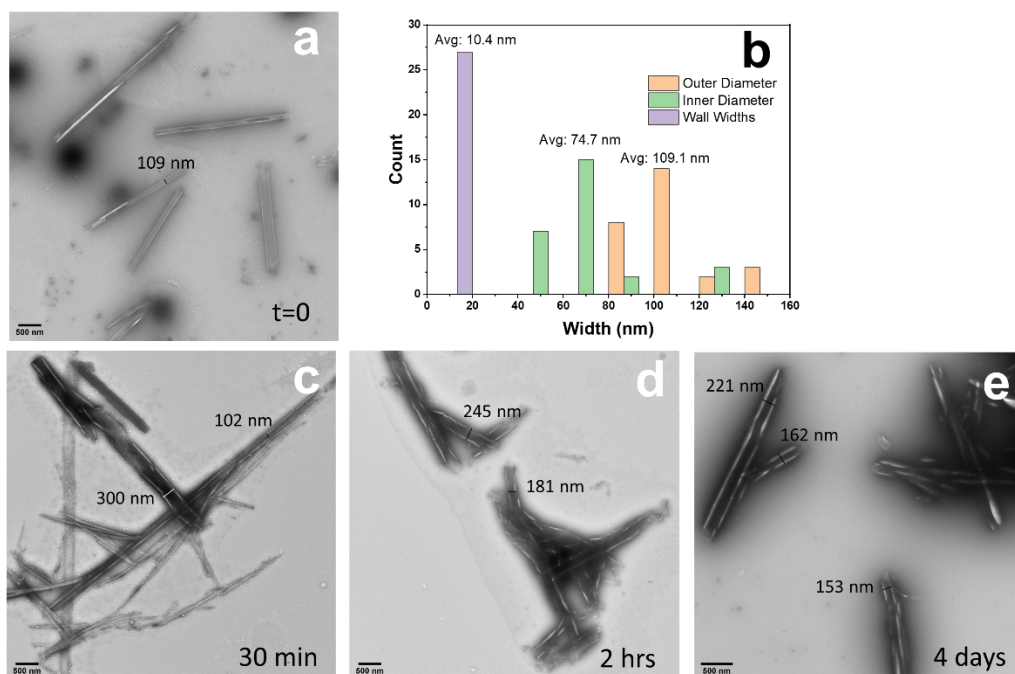 a
109 nm
t=0
500 nm
b
Avg: 10.4 nm
Outer Diameter
Inner Diameter
Wall Widths
Avg: 74.7 nm
Avg: 109.1 nm
Count
30
25
20
15
10
5
0
0 20 40 60 80 100 120 140 160
Width (nm)
c
102 nm
300 nm
30 min
500 nm
d
245 nm
181 nm
2 hrs
500 nm
e
221 nm
162 nm
153 nm
4 days
500 nm